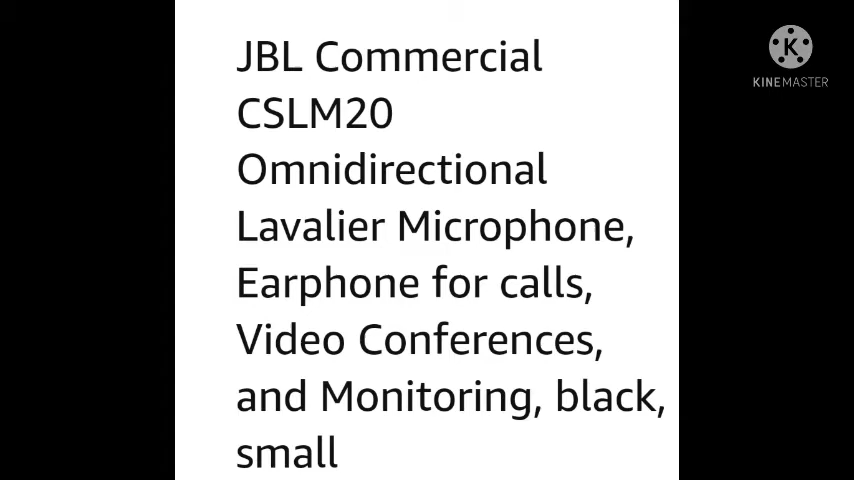 JBL Commercial
CSLM20
Omnidirectional
Lavalier Microphone,
Earphone for calls,
Video Conferences,
and Monitoring, black,
small
K
KINEMASTER